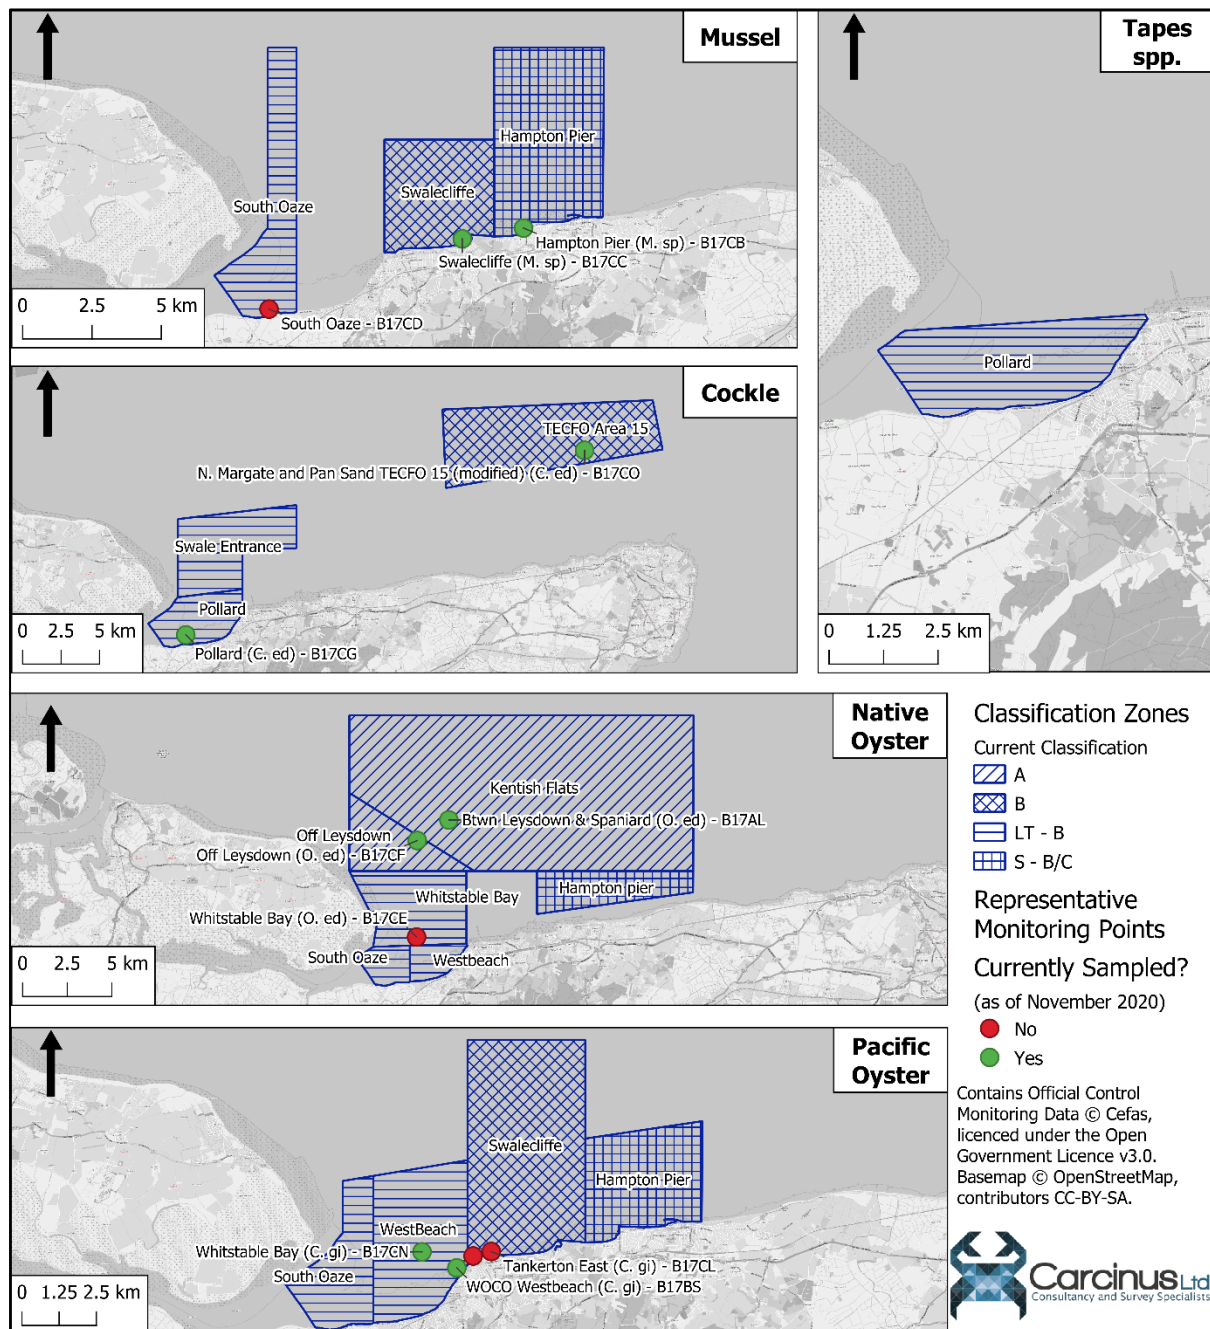 Mussel
Hampton Pier
Swalecliffe
South Oaze
Hampton Pier (M. sp) - B17CB
Swalecliffe (M. sp) - B17CC
South Oaze - B17CD
0 2.5 5 km
Tapes
spp.
Pollard
0 1.25 2.5 km
Cockle
TECFO Area 15
N. Margate and Pan Sand TECFO 15 (modified) (C. ed) - B17CO
Swale Entrance
Pollard
Pollard (C. ed) - B17CG
0 2.5 5 km
Native
Oyster
Kentish Flats
Btwn Leysdown & Spaniard (O. ed) - B17AL
Off Leysdown
Off Leysdown (O. ed) - B17CF
Hampton pier
Whitstable Bay
Whitstable Bay (O. ed) - B17CE
South Oaze
Westbeach
0 2.5 5 km
Pacific
Oyster
Swalecliffe
Hampton Pier
WestBeach
Whitstable Bay (C. gi) - B17CN
South Oaze
Tankerton East (C. gi) - B17CL
WOCO Westbeach (C. gi) - B17BS
0 1.25 2.5 km
Classification Zones
Current Classification
A
B
LT - B
S - B/C
Representative
Monitoring Points
Currently Sampled?
(as of November 2020)
No
Yes
Contains Official Control
Monitoring Data © Cefas,
licenced under the Open
Government Licence v3.0.
Basemap © OpenStreetMap,
contributors CC-BY-SA.
Carcinus Ltd
Consultancy and Survey Specialists